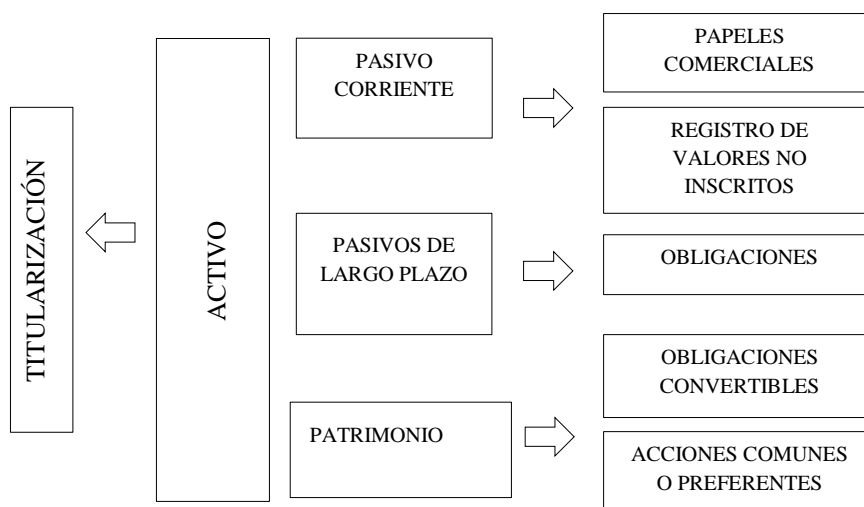 TITULARIZACIÓN
ACTIVO
PASIVO
CORRIENTE
PASIVOS DE
LARGO PLAZO
PATRIMONIO
PAPELES
COMERCIALES
REGISTRO DE
VALORES NO
INSCRITOS
OBLIGACIONES
OBLIGACIONES
CONVERTIBLES
ACCIONES COMUNES
O PREFERENTES